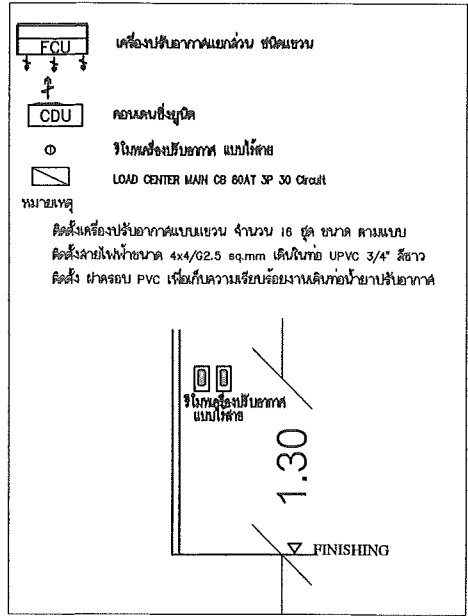 FCU
เครื่องปรับอากาศแยกส่วน ชนิดแขวน
CDU
คอนเดนซิ่งยูนิต
รีโมทเครื่องปรับอากาศ แบบไร้สาย
LOAD CENTER MAIN CB 80AT 3P 30 Circuit
หมายเหตุ
ติดตั้งเครื่องปรับอากาศแบบแขวน จำนวน 16 ชุด ขนาด ตามแบบ
ติดตั้งสายไฟฟ้าขนาด 4x4/G2.5 sq.mm เดินในท่อ UPVC 3/4" สีขาว
ติดตั้ง ฝาครอบ PVC เพื่อเก็บความเรียบร้อยงานเดินท่อน้ำยาปรับอากาศ
รีโมทเครื่องปรับอากาศ
แบบไร้สาย
1.30
FINISHING